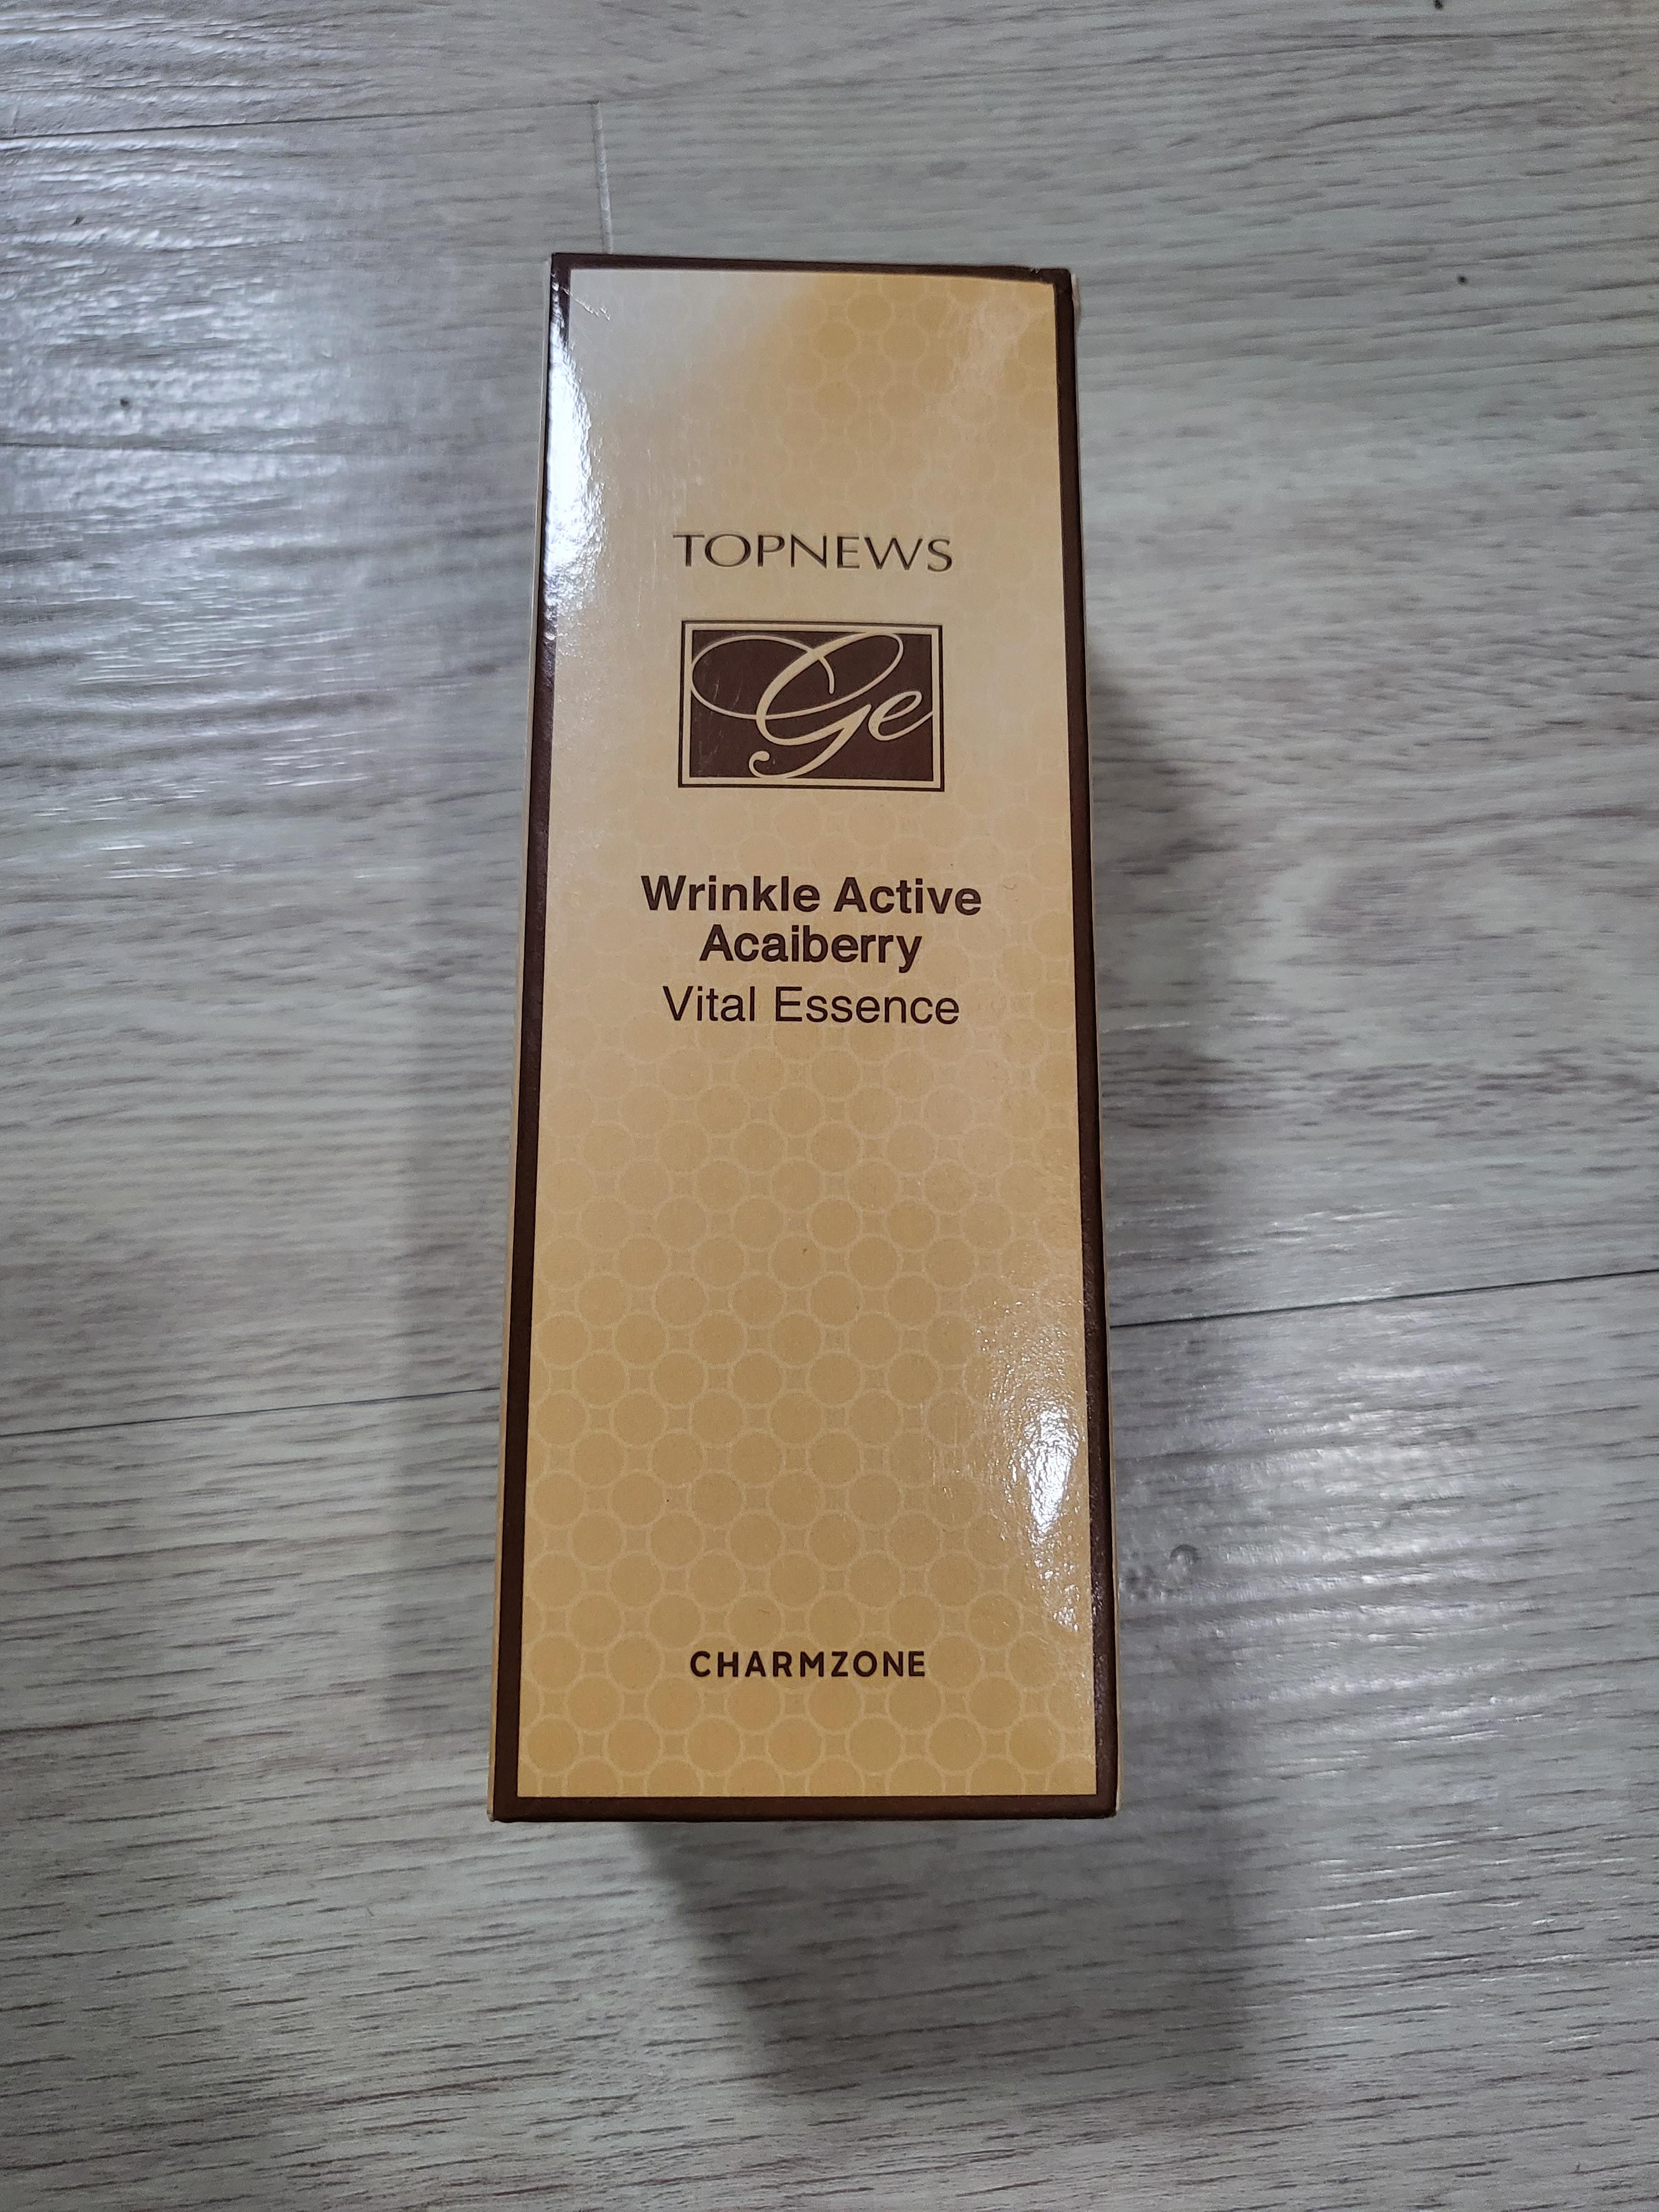 TOPNEWS
Ge
Wrinkle Active
Acaiberry
Vital Essence
CHARMZONE